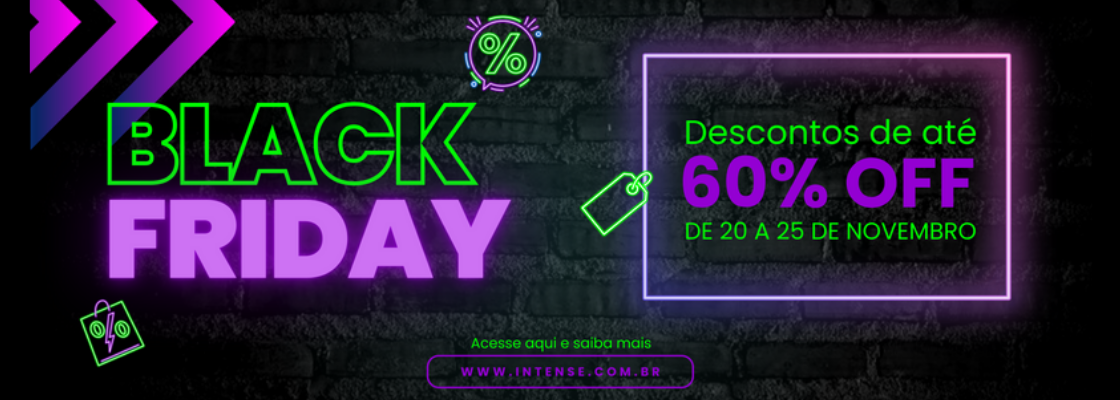 %
BLACK
FRIDAY
%
Descontos de até
60% OFF
DE 20 A 25 DE NOVEMBRO
Acesse aqui e saiba mais
WWW.INTENSE.COM.BR